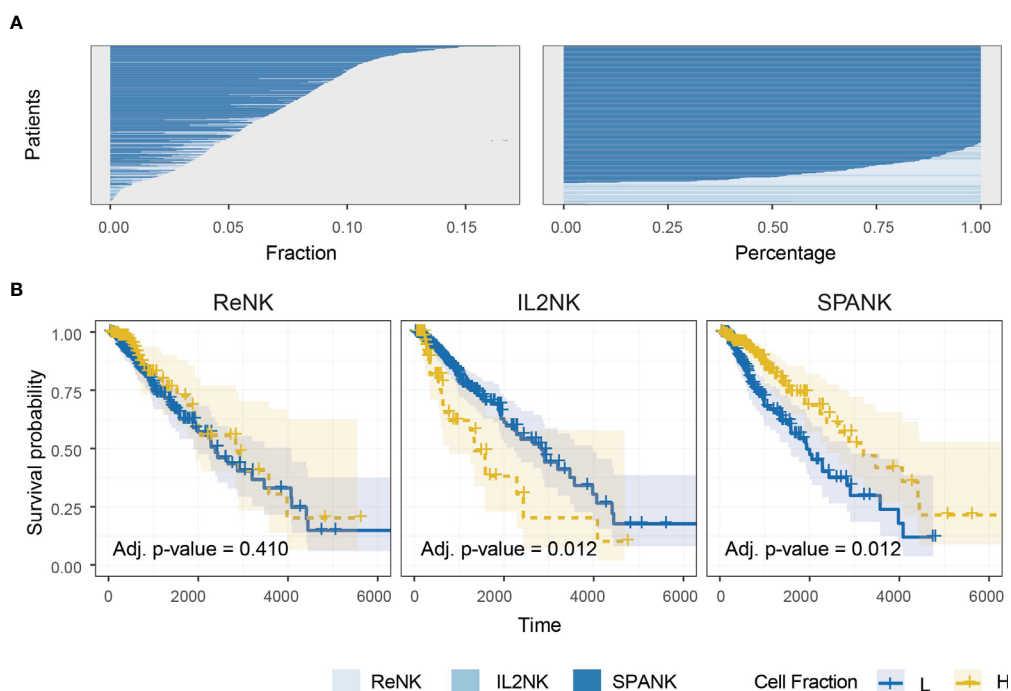 A
Patients
0.00 0.05 0.10 0.15
0.00 0.25 0.50 0.75 1.00
Fraction
Percentage
B
ReNK IL2NK SPANK
Survival probability
1.00
0.75
0.50
0.25
0.00
Adj. p-value = 0.410
Adj. p-value = 0.012
Adj. p-value = 0.012
0 2000 4000 6000
0 2000 4000 6000
0 2000 4000 6000
Time
ReNK IL2NK SPANK Cell Fraction L H